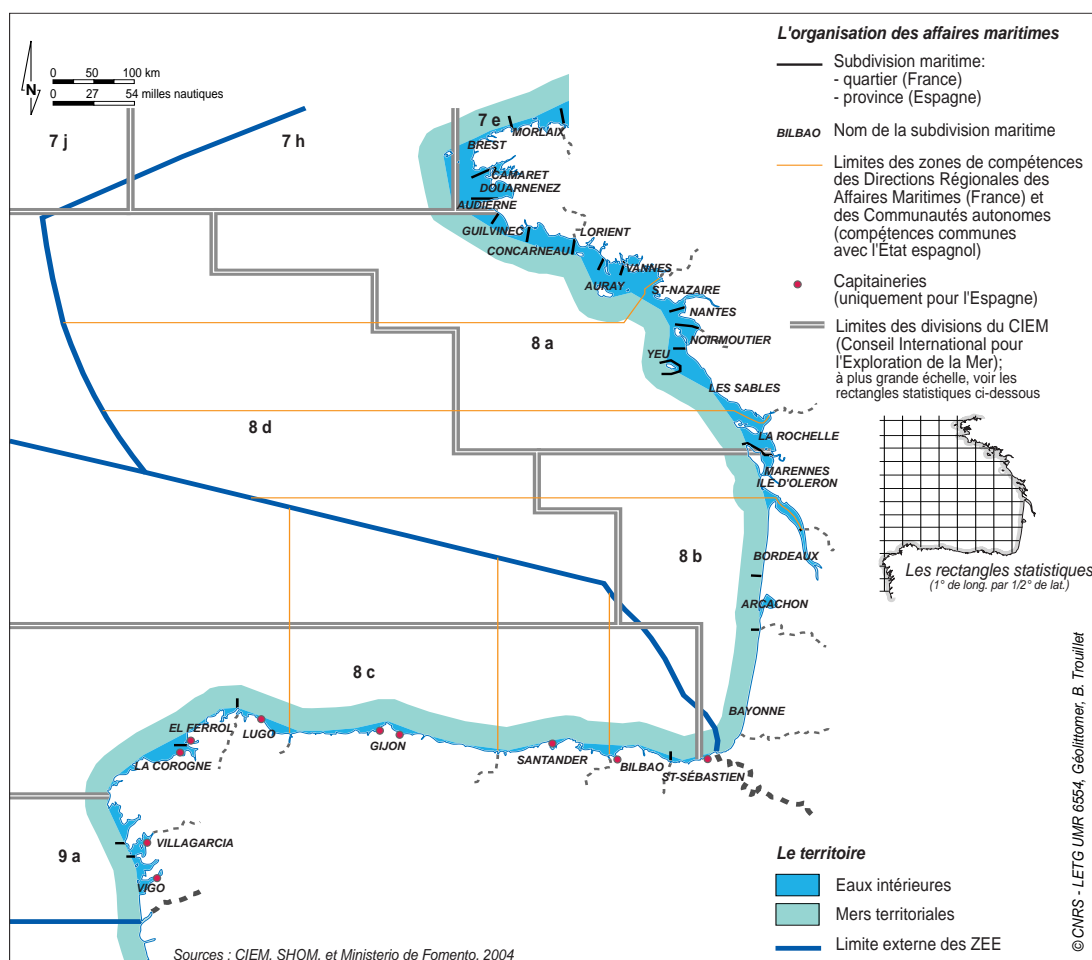 L'organisation des affaires maritimes
Subdivision maritime:
- quartier (France)
- province (Espagne)
BILBAO
Nom de la subdivision maritime
Limites des zones de compétences
des Directions Régionales des
Affaires Maritimes (France) et
des Communautés autonomes
(compétences communes
avec l'État espagnol)
Capitaineries
(uniquement pour l'Espagne)
Limites des divisions du CIEM
(Conseil International pour
l'Exploration de la Mer);
à plus grande échelle, voir les
rectangles statistiques ci-dessous
Les rectangles statistiques
(1° de long. par 1/2° de lat.)
Le territoire
Eaux intérieures
Mers territoriales
Limite externe des ZEE
N
0 50 100 km
0 27 54 milles nautiques
7 j
7 h
7 e
MORLAIX
BREST
CAMARET
DOUARNENEZ
AUDIERNE
GUILVINEC
LORIENT
CONCARNEAU
VANNES
AURAY
ST-NAZAIRE
NANTES
NOIRMOUTIER
8 a
YEU
LES SABLES
8 d
LA ROCHELLE
MARENNES
ILE D'OLERON
8 b
BORDEAUX
ARCACHON
BAYONNE
8 c
EL FERROL
LUGO
GIJON
LA COROGNE
SANTANDER
BILBAO
ST-SÉBASTIEN
9 a
VILLAGARCIA
VIGO
Sources : CIEM, SHOM, et Ministerio de Fomento, 2004
© CNRS - LETG UMR 6554, Géolittomer, B. Trouillet